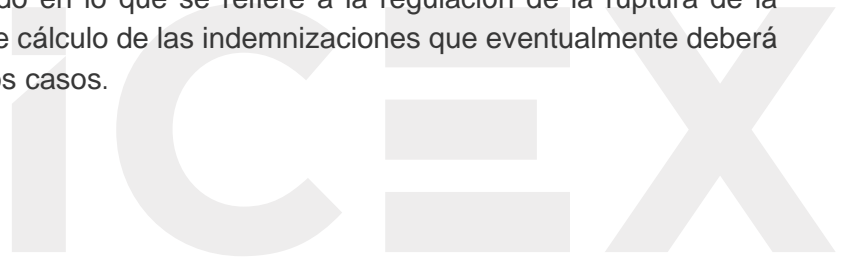 do en lo que se refiere a la regulación de la ruptura de la
e cálculo de las indemnizaciones que eventualmente deberá
os casos.
ICEX